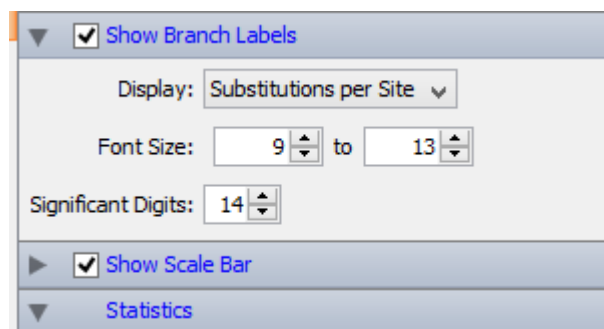 Show Branch Labels
Display: Substitutions per Site
Font Size: 9 to 13
Significant Digits: 14
Show Scale Bar
Statistics